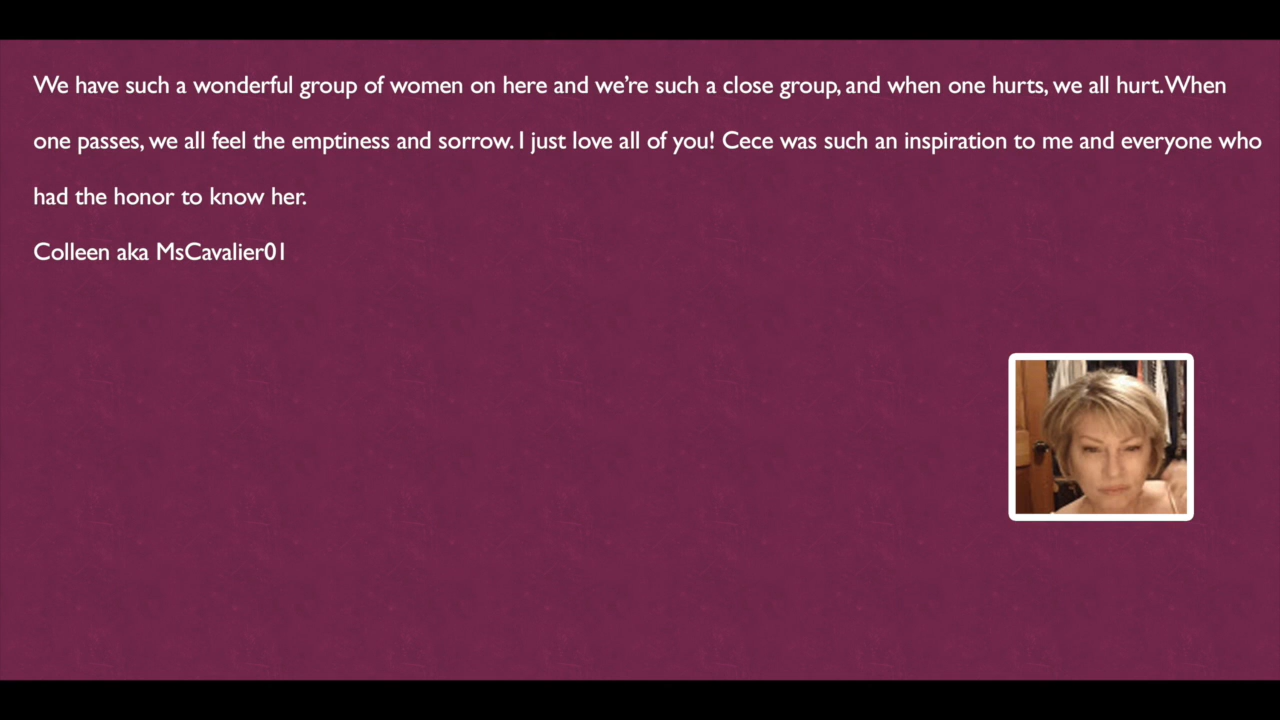 We have such a wonderful group of women on here and we’re such a close group, and when one hurts, we all hurt. When
one passes, we all feel the emptiness and sorrow. I just love all of you! Cece was such an inspiration to me and everyone who
had the honor to know her.
Colleen aka MsCavalier01